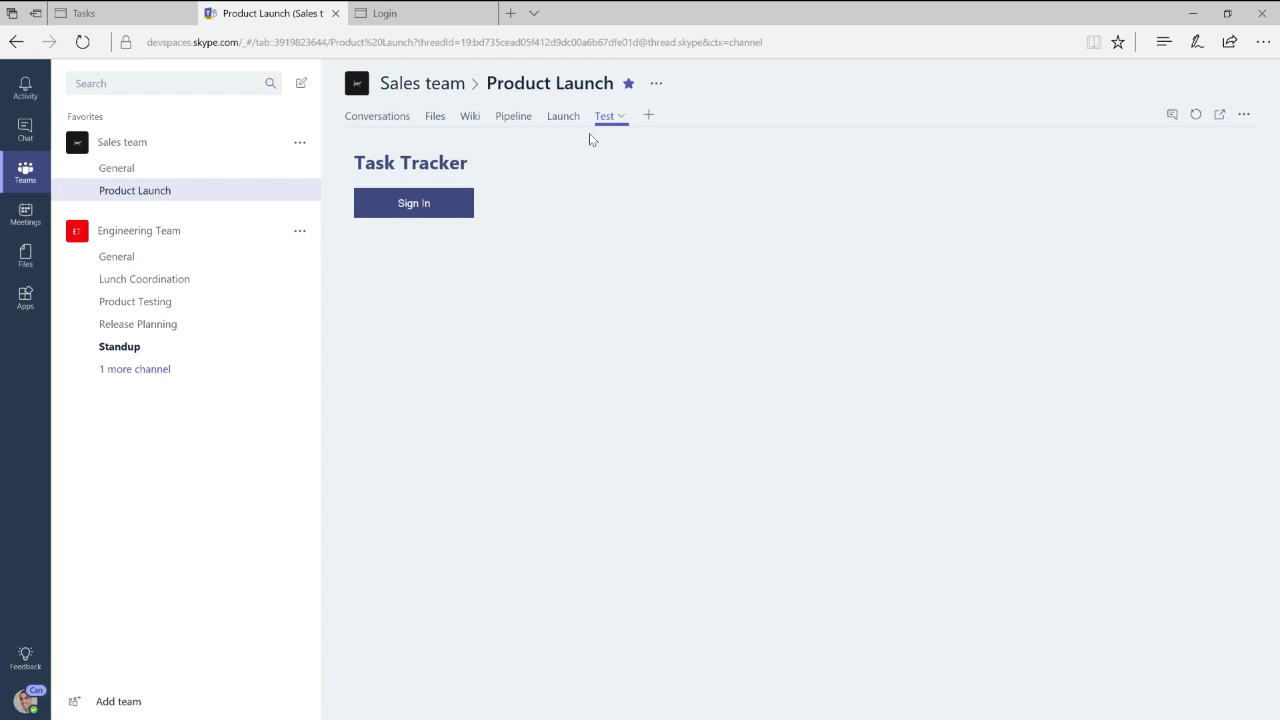 Tasks
Product Launch (Sales t
Login
devspaces.skype.com/_#/tab::3919823644/Product%20Launch?threadId=19:bd735cead05f412d9dc00a6b67dfe01d@thread.skype&ctx=channel
Activity
Chat
Teams
Meetings
Files
Apps
Feedback
Can
Search
Favorites
Sales team
General
Product Launch
ET
Engineering Team
General
Lunch Coordination
Product Testing
Release Planning
Standup
1 more channel
Add team
Sales team > Product Launch
Conversations Files Wiki Pipeline Launch Test
Task Tracker
Sign In